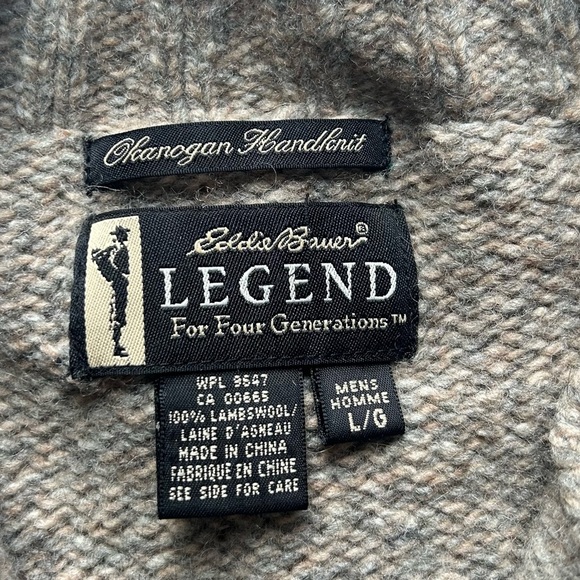 Okanogan Handknit
Eddie Bauer®
LEGEND
For Four Generations™
WPL 9647
CA 00665
100% LAMBSWOOL/
LAINE D'AGNEAU
MADE IN CHINA
FABRIQUE EN CHINE
SEE SIDE FOR CARE
MENS
HOMME
L/G